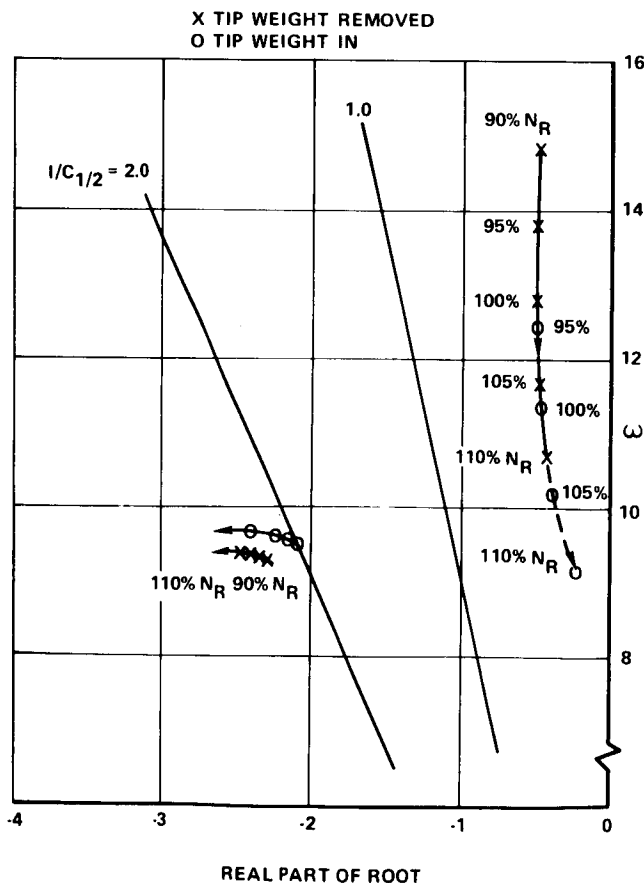 X TIP WEIGHT REMOVED
O TIP WEIGHT IN
16
1.0
90% N_R
I/C_1/2 = 2.0
14
95%
100%
95%
12
105%
100%
ω
110% N_R
105%
10
110% N_R
110% N_R 90% N_R
8
-4 -3 -2 -1 0
REAL PART OF ROOT